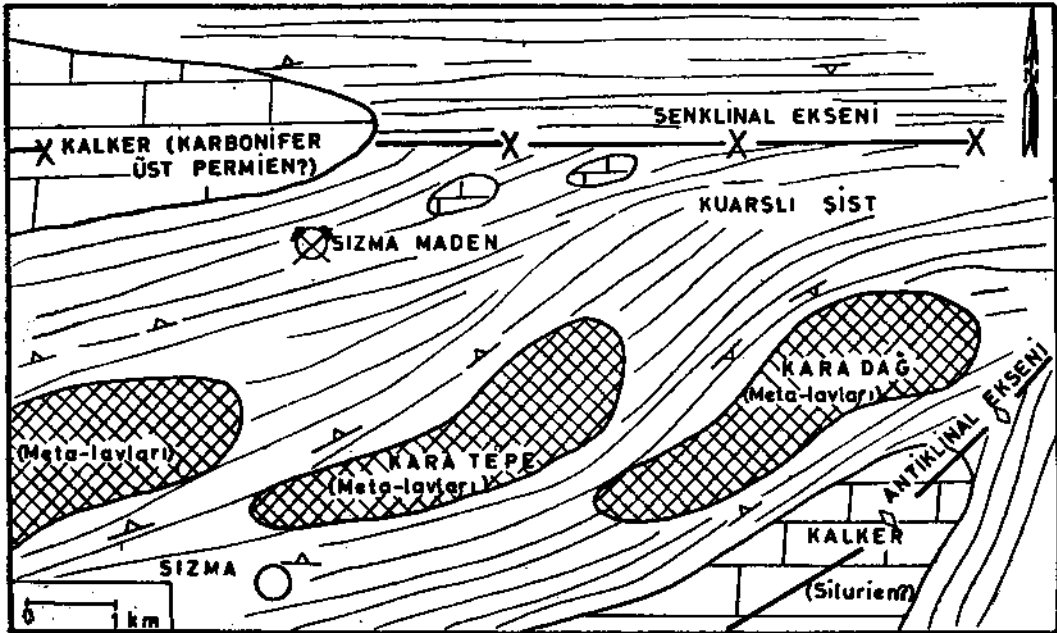 N
SENKLİNAL EKSENİ
KALKER (KARBONİFER
ÜST PERMİEN?)
KUARSLI ŞİST
SIZMA MADEN
KARA DAĞ
(Meta-lavları)
ANTİKLİNAL EKSENİ
(Meta-lavları)
KARA TEPE
(Meta-lavları)
KALKER
SIZMA
(Silurien?)
0 1 km